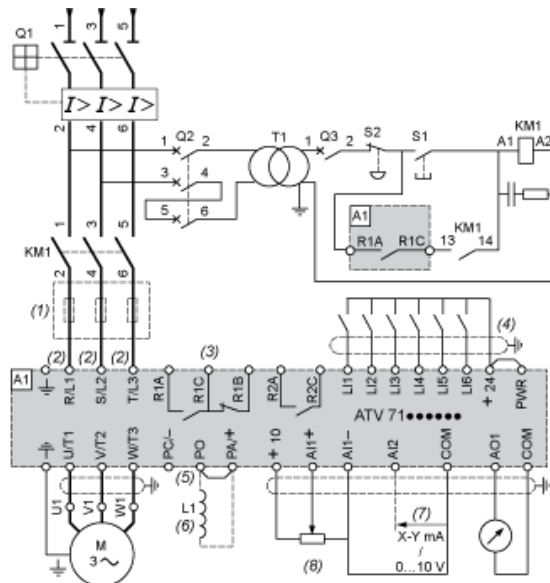 1 3 5
Q1
I> I> I>
2 4 6
1 Q2 2
3 4
5 6
T1
1 Q3 2
S2
S1
KM1
A1 A2
A1
R1A R1C
KM1
13 14
1 3 5
KM1
2 4 6
(1)
(2) (2) (2)
(3)
(4)
A1
R/L1 S/L2 T/L3 R1A R1C R1B R2A R2C LI1 LI2 LI3 LI4 LI5 LI6 + 24 PWR
ATV 71••••••
U/T1 V/T2 W/T3 PC/– PO PA/+ + 10 AI1+ AI1– AI2 COM AO1 COM
(5)
U1 V1 W1
L1
(6)
M
3 ~
(7)
X-Y mA
/
0...10 V
(8)